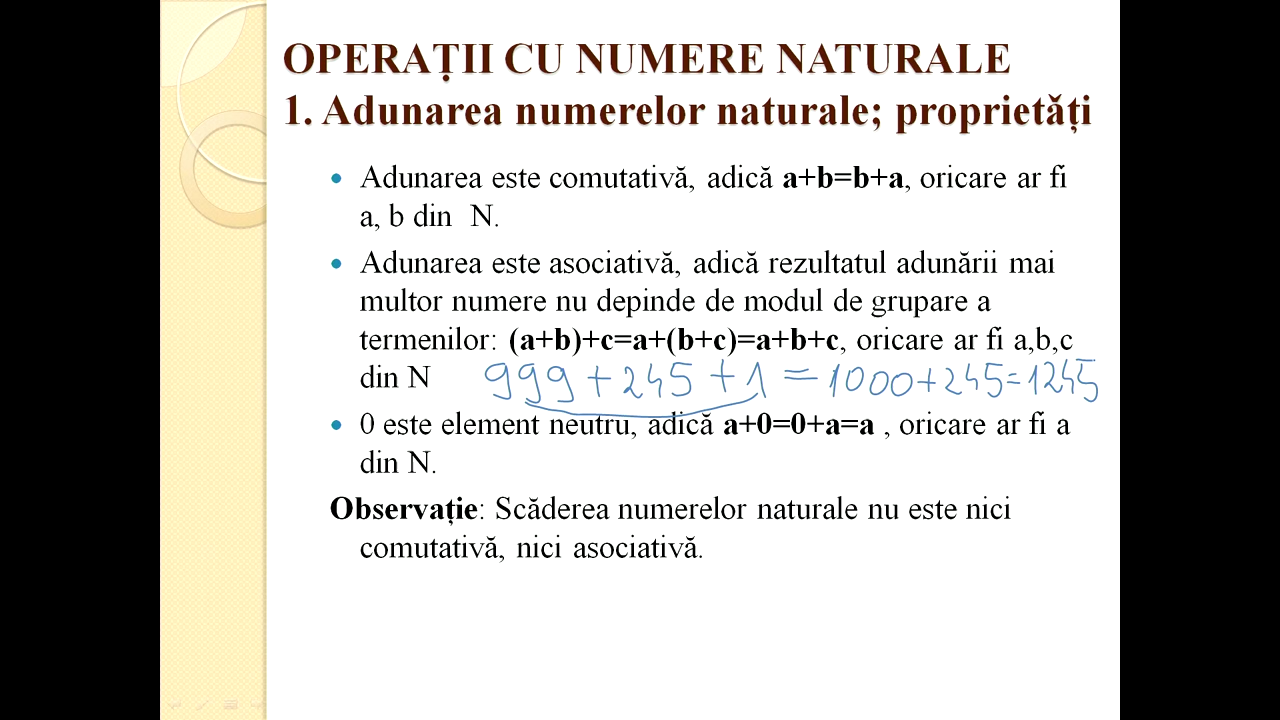 OPERAȚII CU NUMERE NATURALE
1. Adunarea numerelor naturale; proprietăți
• Adunarea este comutativă, adică a+b=b+a, oricare ar fi
a, b din N.
• Adunarea este asociativă, adică rezultatul adunării mai
multor numere nu depinde de modul de grupare a
termenilor: (a+b)+c=a+(b+c)=a+b+c, oricare ar fi a,b,c
din N 999 + 245 + 1 = 1000 + 245 = 1245
• 0 este element neutru, adică a+0=0+a=a , oricare ar fi a
din N.
Observație: Scăderea numerelor naturale nu este nici
comutativă, nici asociativă.